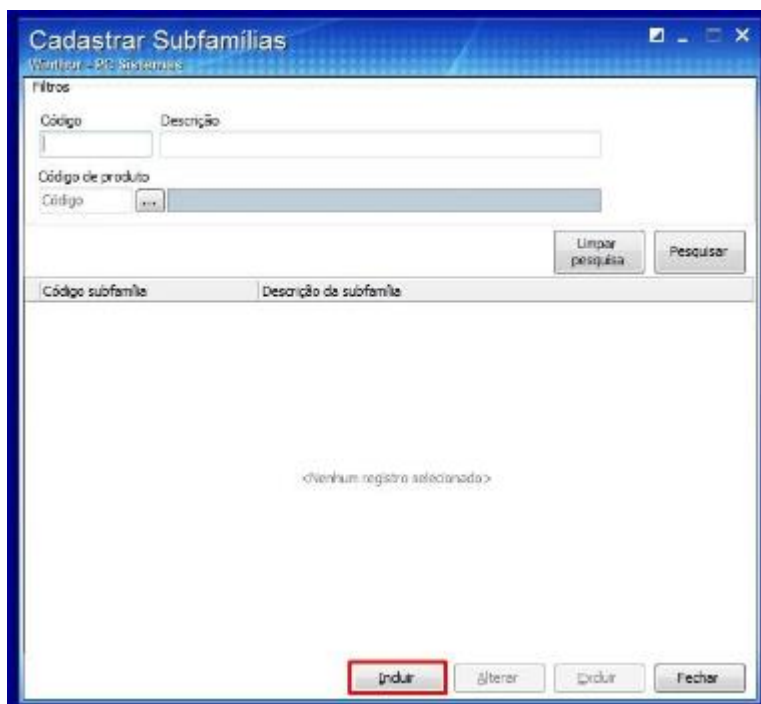 Cadastrar Subfamílias
Winthor - PC Sistemas
Filtros
Código Descrição
Código de produto
Código ...
Limpar pesquisa Pesquisar
Código subfamília Descrição da subfamília
<Nenhum registro selecionado>
Incluir Alterar Excluir Fechar